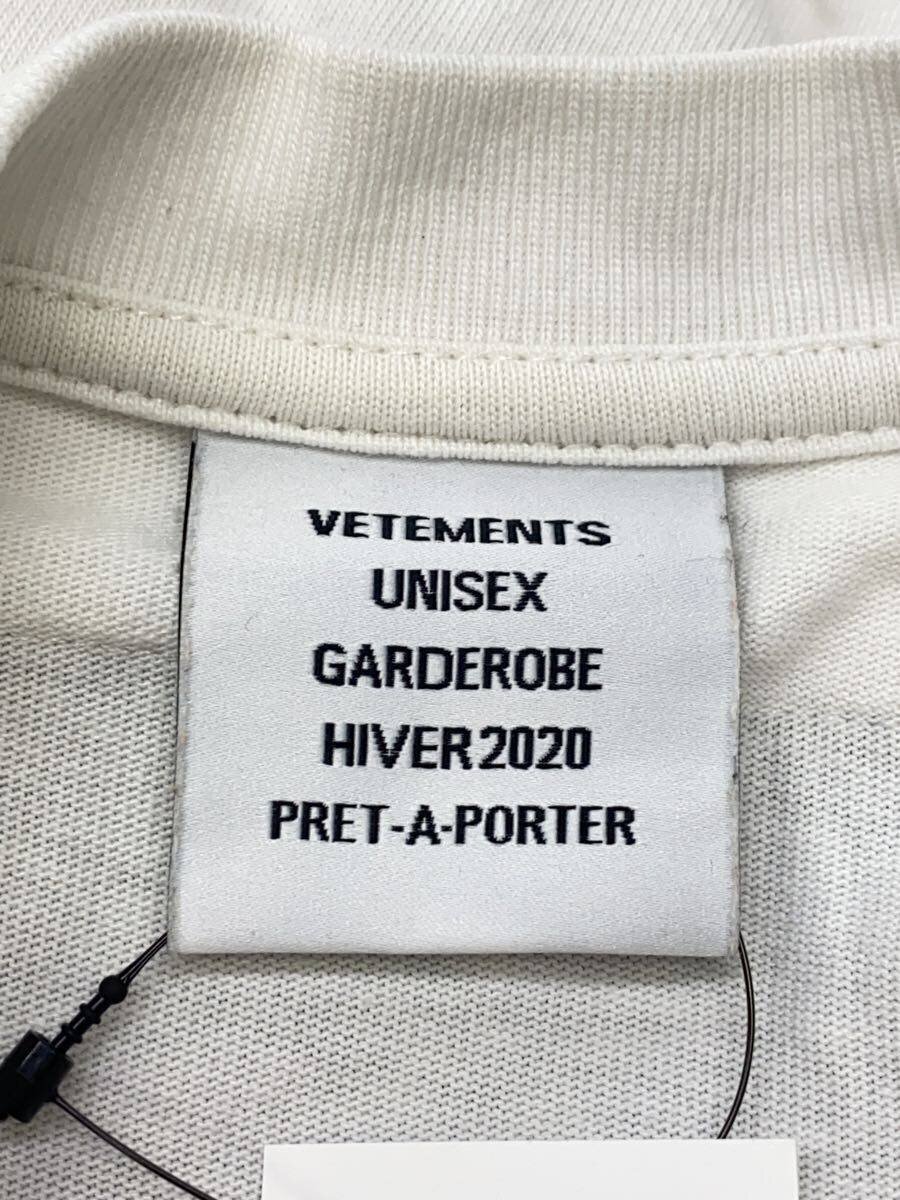 VETEMENTS
UNISEX
GARDEROBE
HIVER2020
PRET-A-PORTER